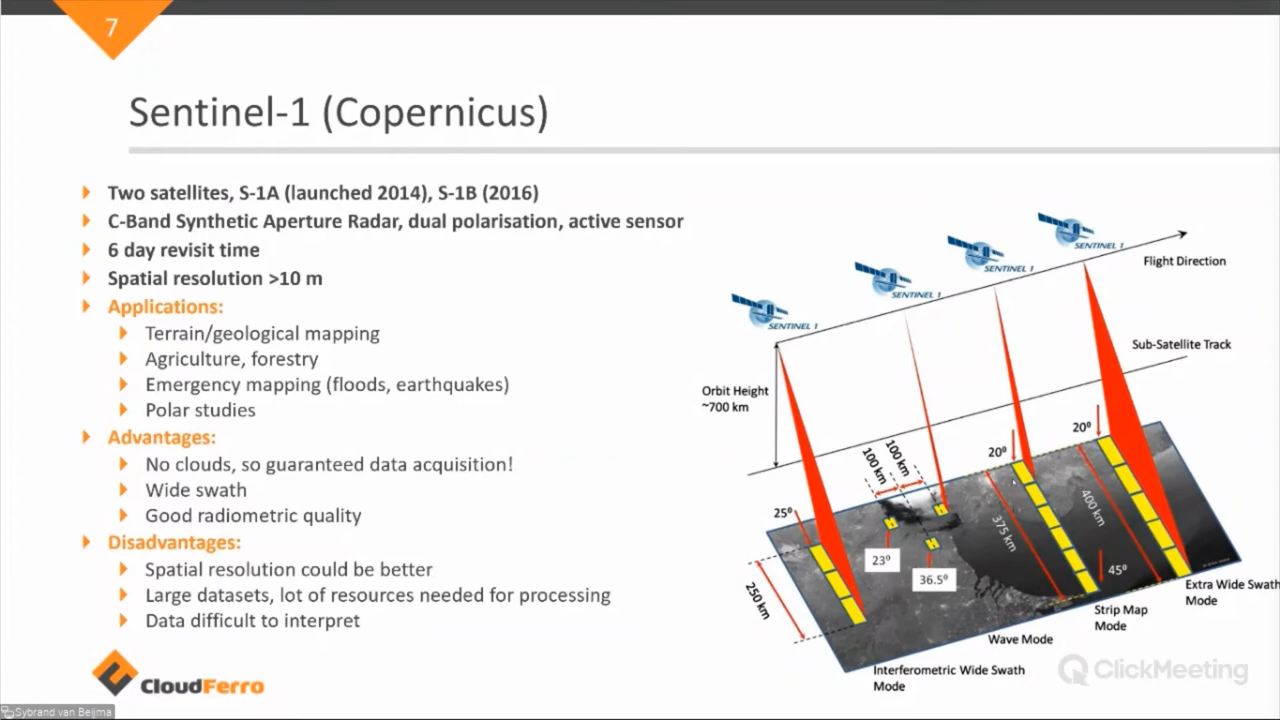 7
Sentinel-1 (Copernicus)
Two satellites, S-1A (launched 2014), S-1B (2016)
C-Band Synthetic Aperture Radar, dual polarisation, active sensor
6 day revisit time
Spatial resolution >10 m
Applications:
Terrain/geological mapping
Agriculture, forestry
Emergency mapping (floods, earthquakes)
Polar studies
Advantages:
No clouds, so guaranteed data acquisition!
Wide swath
Good radiometric quality
Disadvantages:
Spatial resolution could be better
Large datasets, lot of resources needed for processing
Data difficult to interpret
SENTINEL 1
SENTINEL 1
SENTINEL 1
SENTINEL 1
Flight Direction
Sub-Satellite Track
Orbit Height
~700 km
100 km
100 km
20⁰
20⁰
25⁰
23⁰
36.5⁰
375 km
400 km
45⁰
250 km
Extra Wide Swath
Mode
Strip Map
Mode
Wave Mode
Interferometric Wide Swath
Mode
CloudFerro
ClickMeeting
Sybrand van Beijma